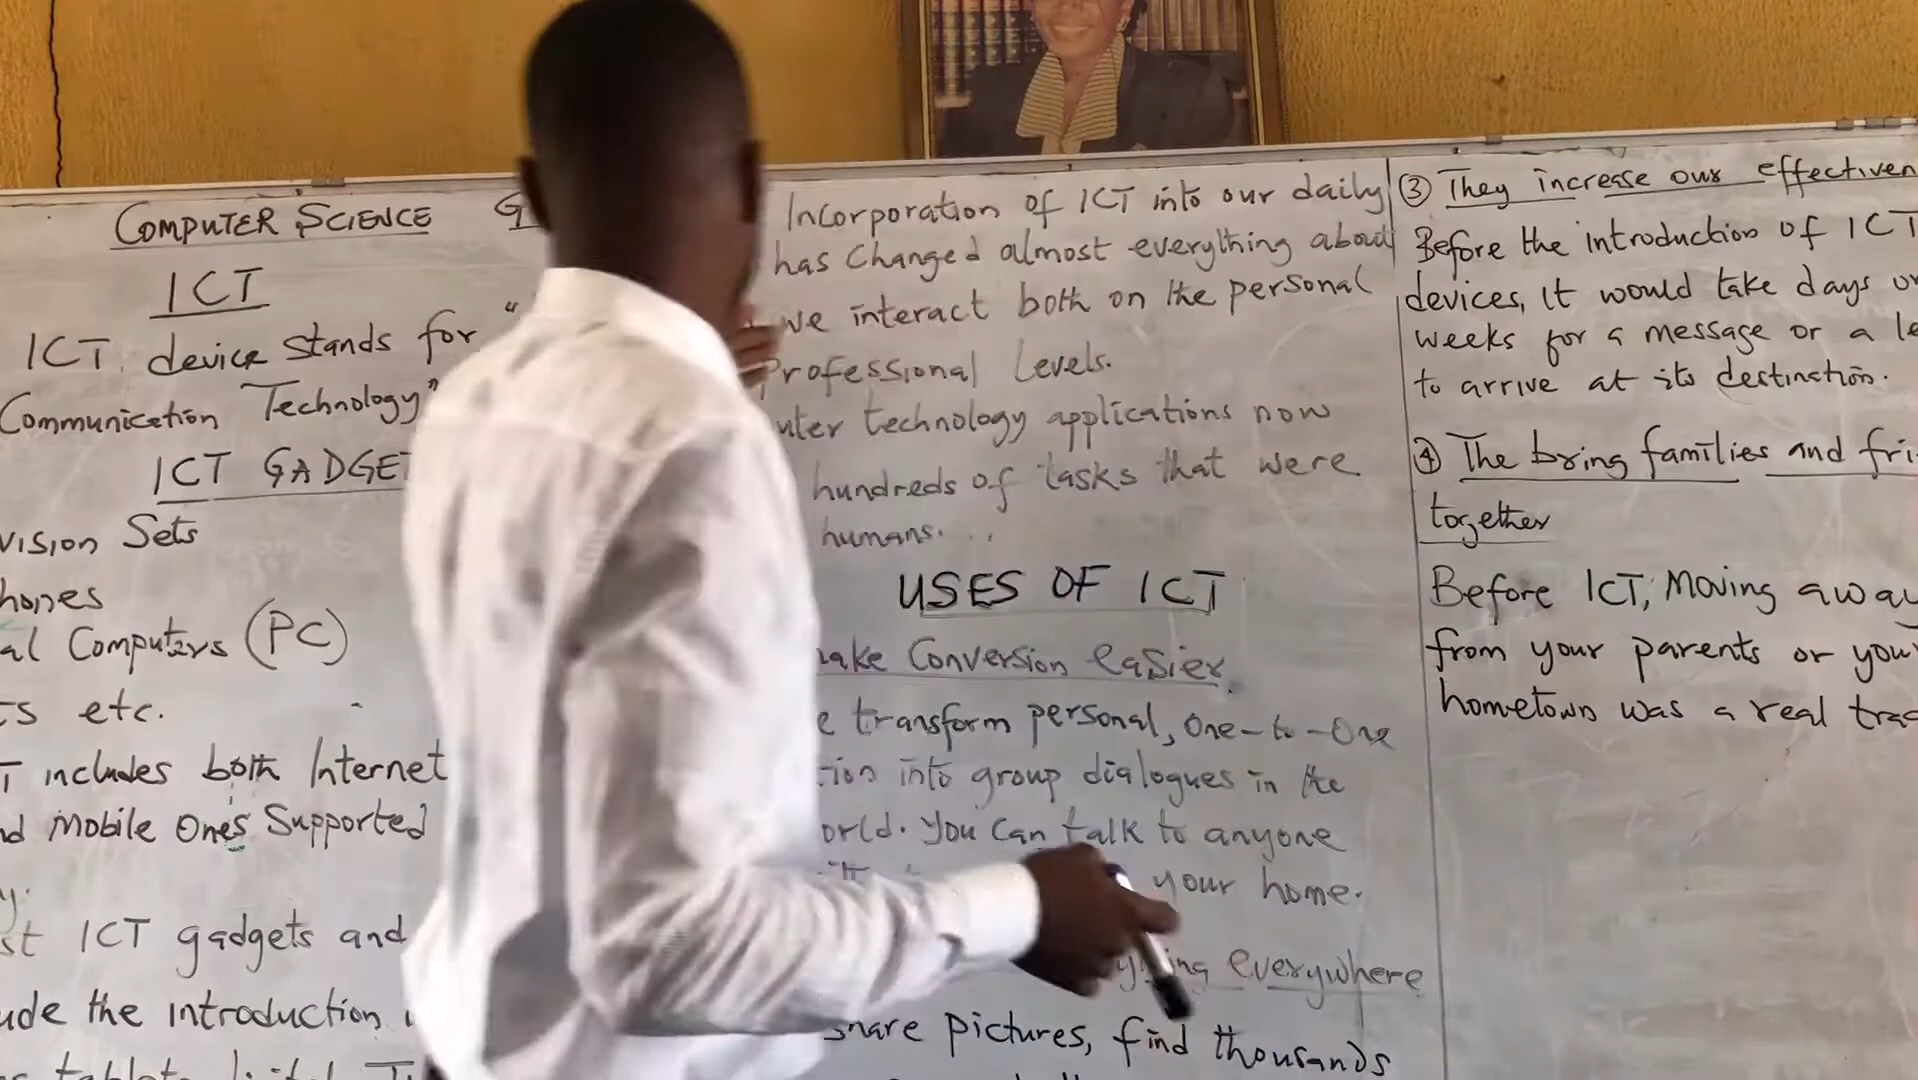 COMPUTER SCIENCE G
ICT
ICT device stands for "
Communication Technology"
ICT GADGET
vision Sets
hones
al Computers (PC)
ts etc.
T includes both Internet
nd Mobile One's Supported
y.
st ICT gadgets and
ude the introduction
Incorporation of ICT into our daily
has Changed almost everything about
we interact both on the personal
Professional Levels.
uter technology applications now
hundreds of tasks that were
humans...
USES OF ICT
make Conversion easier.
e transform personal, One-to-One
tion into group dialogues in the
orld. You Can talk to anyone
your home.
everywhere
share pictures, find thousands
③ They increase our effectiven
Before the introduction of ICT
devices, It would take days or
weeks for a message or a le
to arrive at its destination.
④ The bring families and fri
together
Before ICT, Moving away
from your parents or your
hometown was a real trag